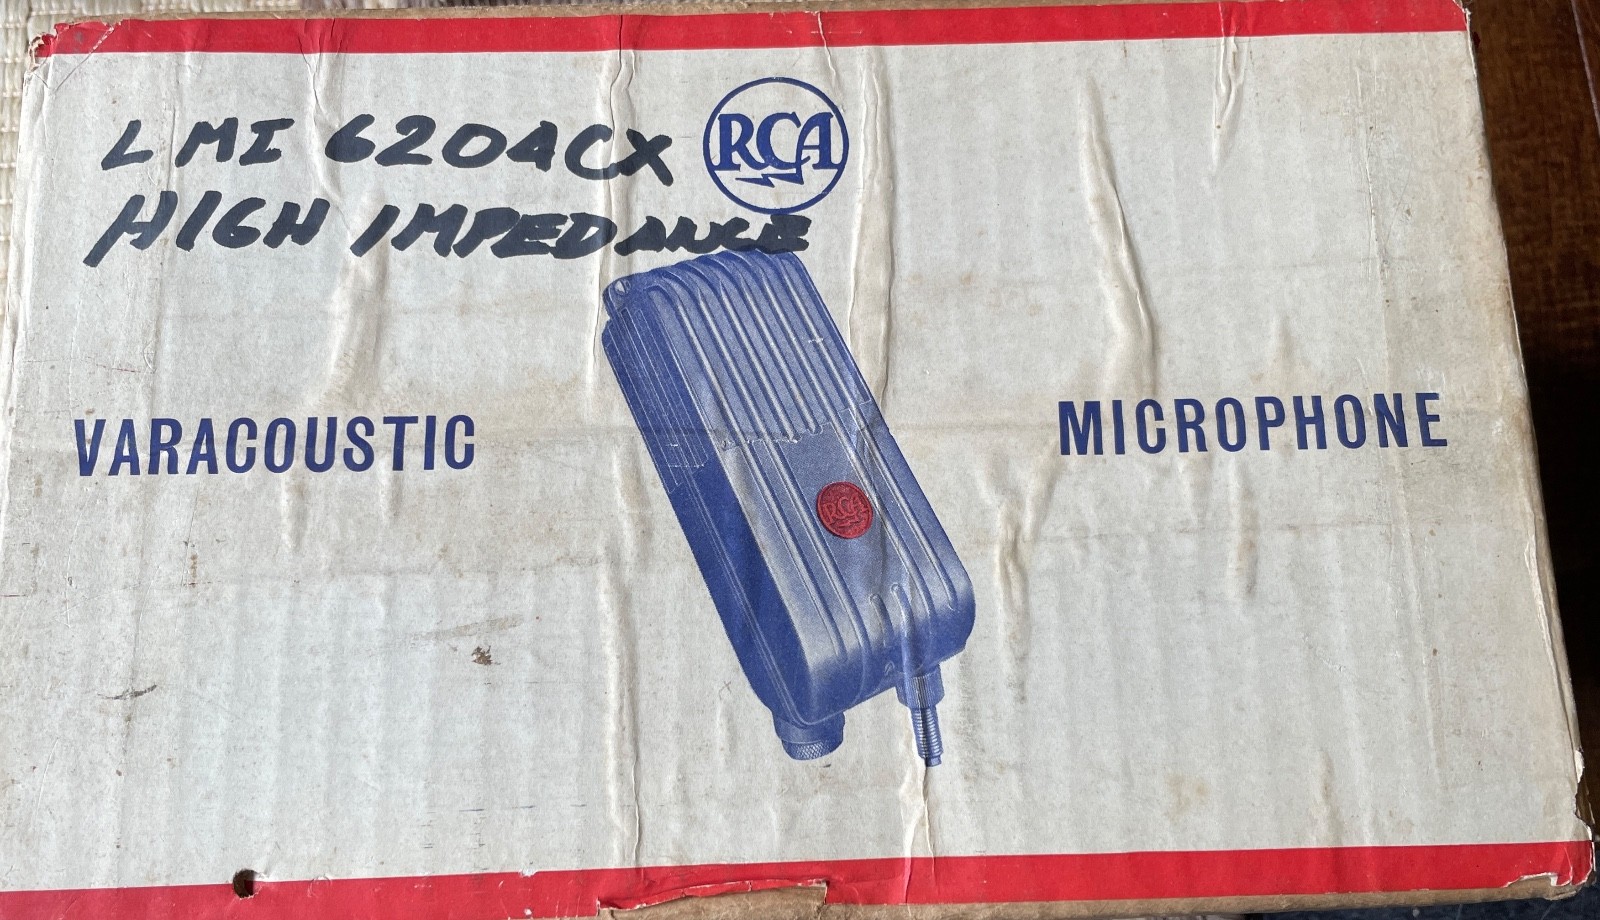 LMI 6204CX
RCA
HIGH IMPEDANCE
VARACOUSTIC MICROPHONE
RCA